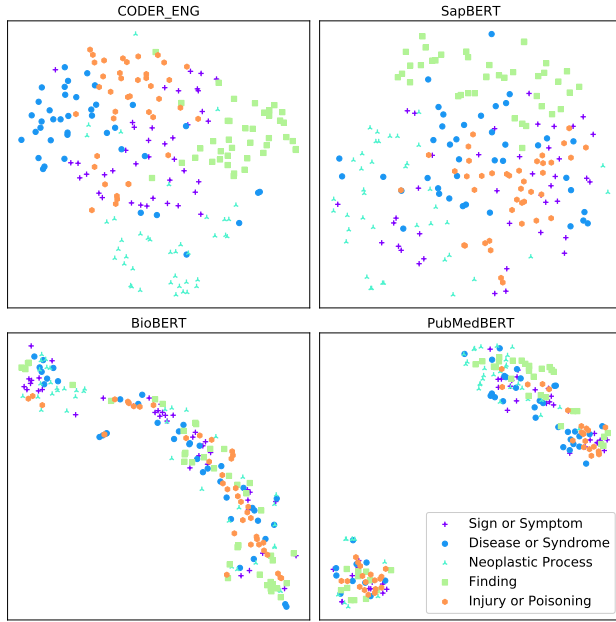 CODER_ENG
SapBERT
BioBERT
PubMedBERT
Sign or Symptom
Disease or Syndrome
Neoplastic Process
Finding
Injury or Poisoning